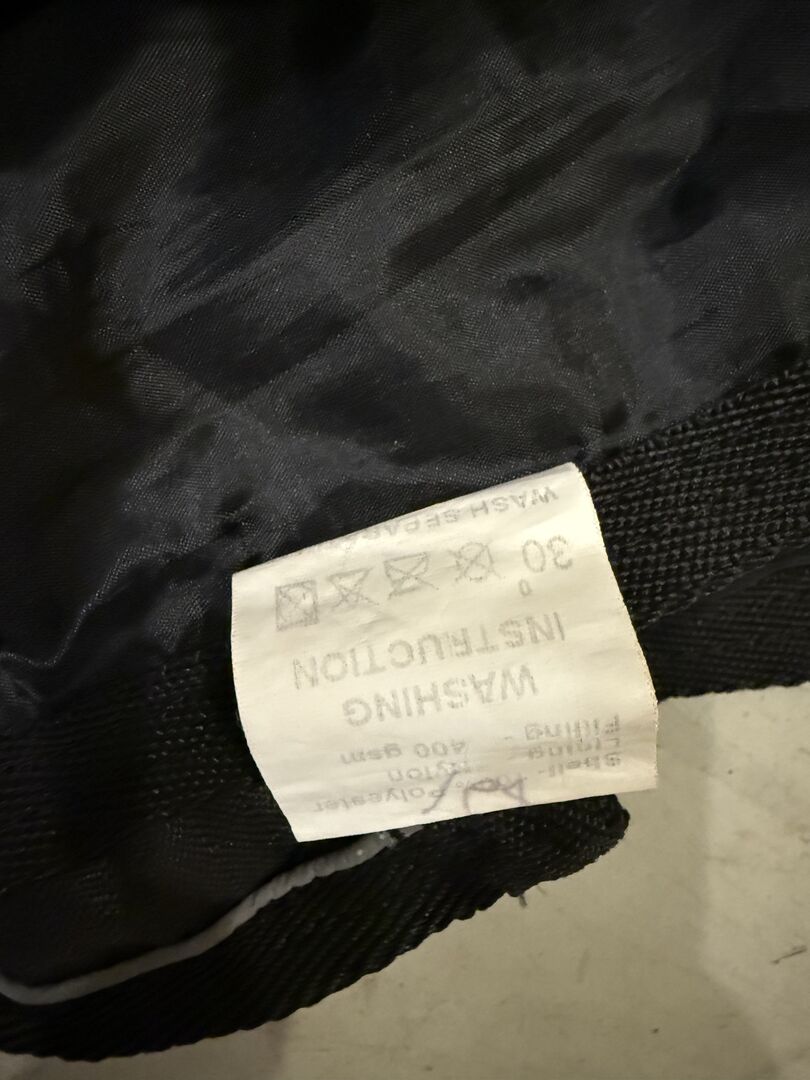 Shell- Polyester
Lining- Nylon
Filling- 400 gsm
WASHING
INSTRUCTION
30°
WASH